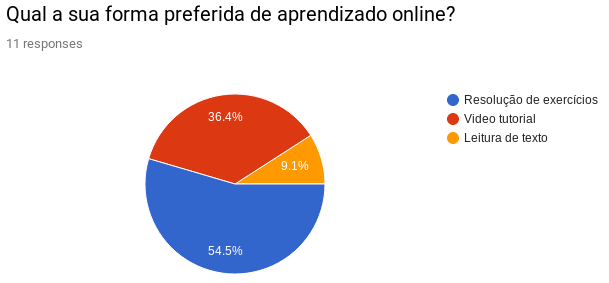 Qual a sua forma preferida de aprendizado online?
11 responses
36.4%
9.1%
54.5%
Resolução de exercícios
Video tutorial
Leitura de texto